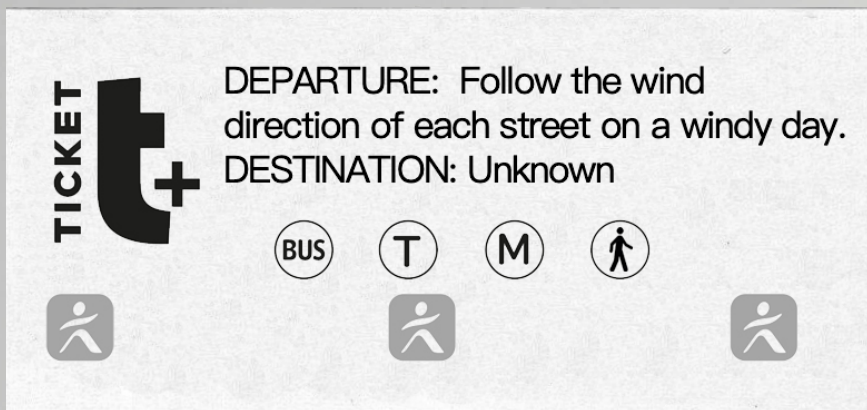 TICKET
t+
DEPARTURE: Follow the wind
direction of each street on a windy day.
DESTINATION: Unknown
BUS T M